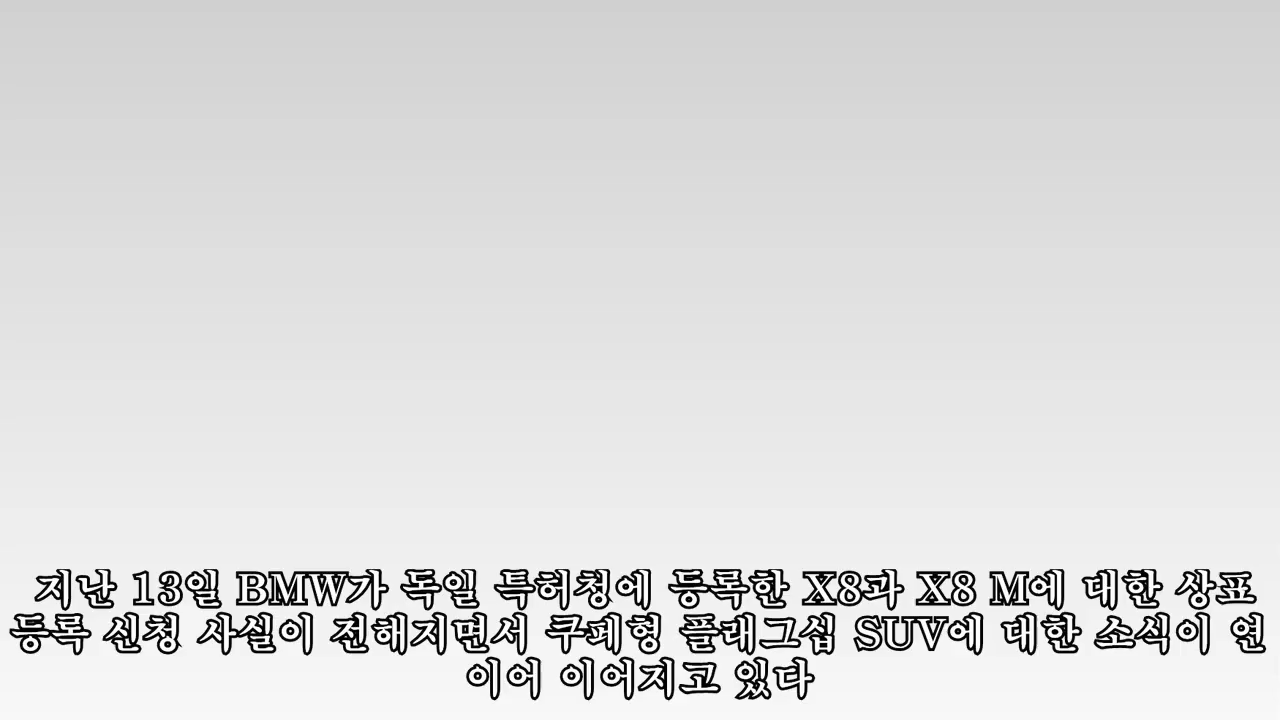 지난 13일 BMW가 독일 특허청에 등록한 X8과 X8 M에 대한 상표
등록 신청 사실이 전해지면서 쿠페형 플래그십 SUV에 대한 소식이 연
이어 이어지고 있다